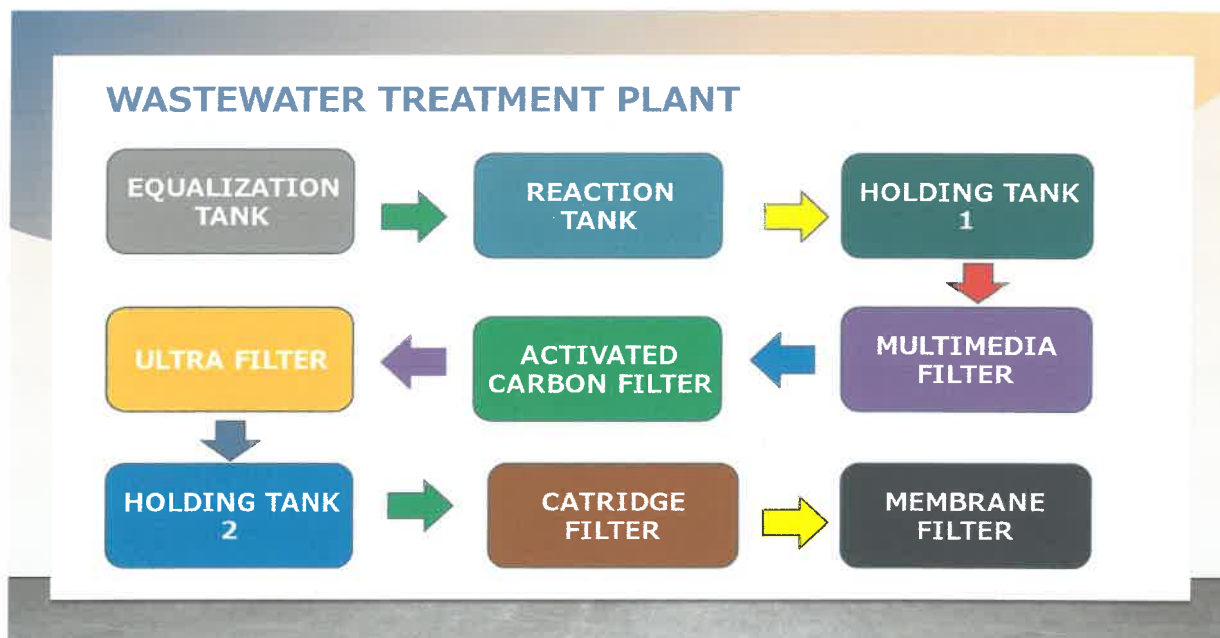 WASTEWATER TREATMENT PLANT
EQUALIZATION
TANK
REACTION
TANK
HOLDING TANK
1
ULTRA FILTER
ACTIVATED
CARBON FILTER
MULTIMEDIA
FILTER
HOLDING TANK
2
CATRIDGE
FILTER
MEMBRANE
FILTER